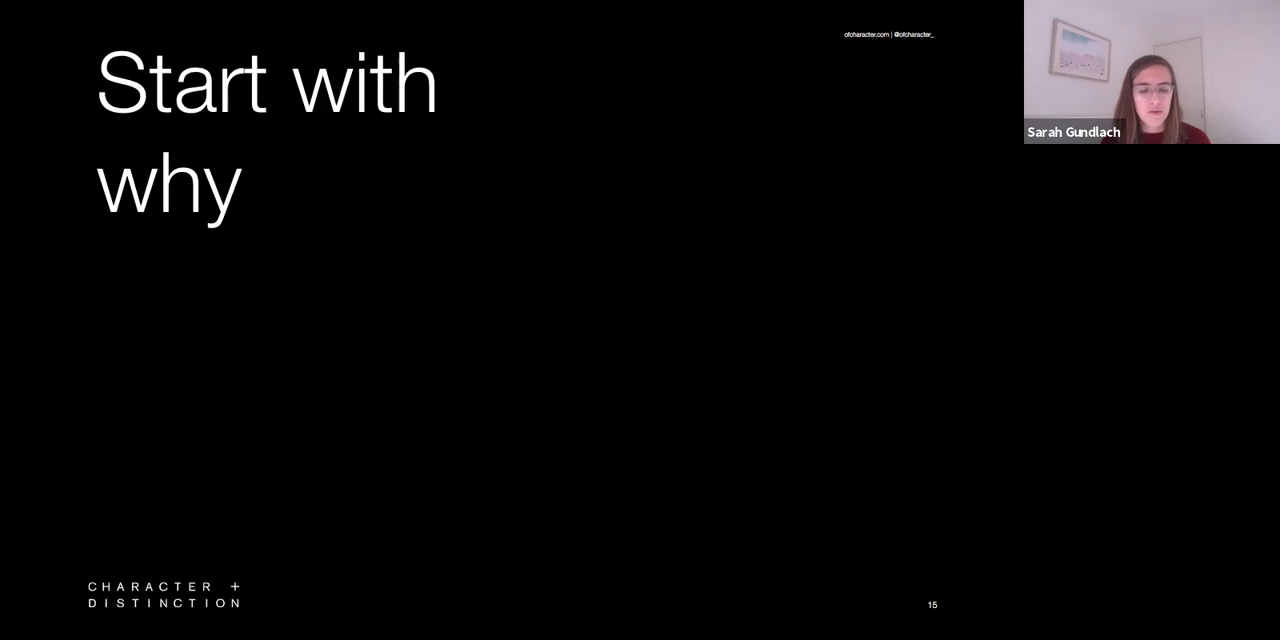 Start with
why
ofcharacter.com | @ofcharacter_
Sarah Gundlach
CHARACTER +
DISTINCTION
15